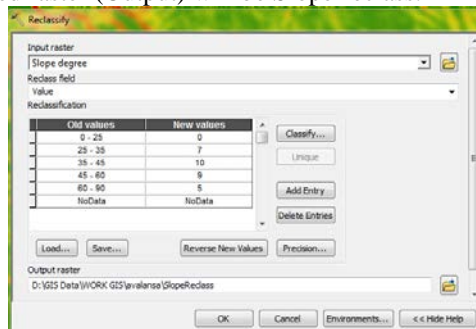 Reclassify
Input raster
Slope degree
Reclass field
Value
Reclassification
Old values New values
0 - 25 0
25 - 35 7
35 - 45 10
45 - 60 9
60 - 90 5
NoData NoData
Classify...
Unique
Add Entry
Delete Entries
Load... Save... Reverse New Values Precision...
Output raster
D:\GIS Data\WORK GIS\avalansa\SlopeReclass
OK Cancel Environments... << Hide Help